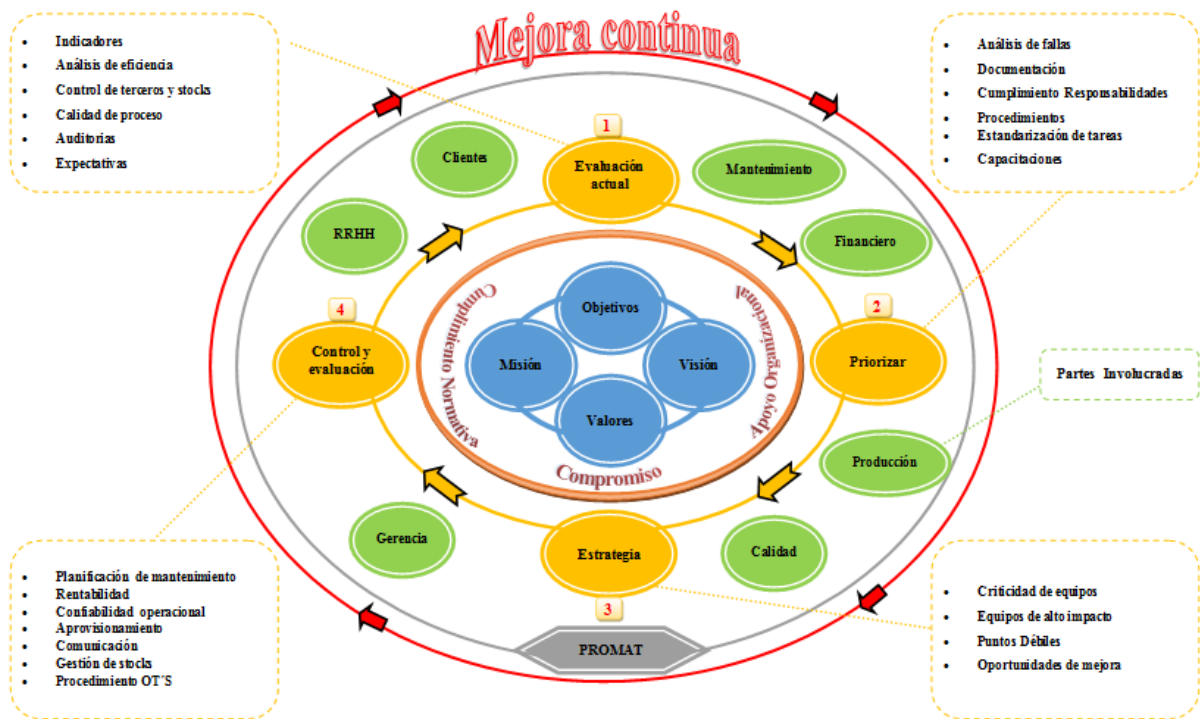 Mejora continua
• Indicadores
• Análisis de eficiencia
• Control de terceros y stocks
• Calidad de proceso
• Auditorías
• Expectativas
• Análisis de fallas
• Documentación
• Cumplimiento Responsabilidades
• Procedimientos
• Estandarización de tareas
• Capacitaciones
1
Evaluación
actual
Clientes
Mantenimiento
RRHH
Financiero
4
Control y
evaluación
2
Priorizar
Cumplimiento Normativa
Apoyo Organizacional
Compromiso
Objetivos
Misión
Visión
Valores
Partes Involucradas
Producción
Gerencia
Calidad
Estrategia
3
PROMAT
• Planificación de mantenimiento
• Rentabilidad
• Confiabilidad operacional
• Aprovisionamiento
• Comunicación
• Gestión de stocks
• Procedimiento OT´S
• Criticidad de equipos
• Equipos de alto impacto
• Puntos Débiles
• Oportunidades de mejora